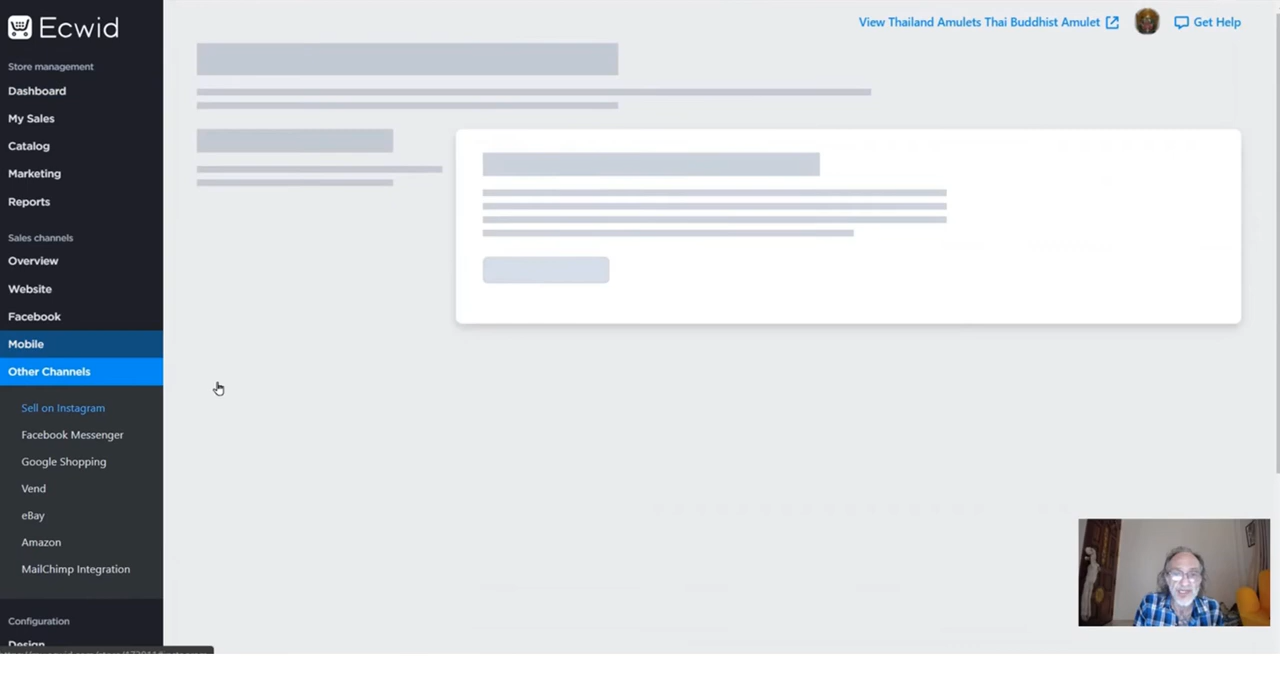 Ecwid
View Thailand Amulets Thai Buddhist Amulet
Get Help
Store management
Dashboard
My Sales
Catalog
Marketing
Reports
Sales channels
Overview
Website
Facebook
Mobile
Other Channels
Sell on Instagram
Facebook Messenger
Google Shopping
Vend
eBay
Amazon
MailChimp Integration
Configuration
Design